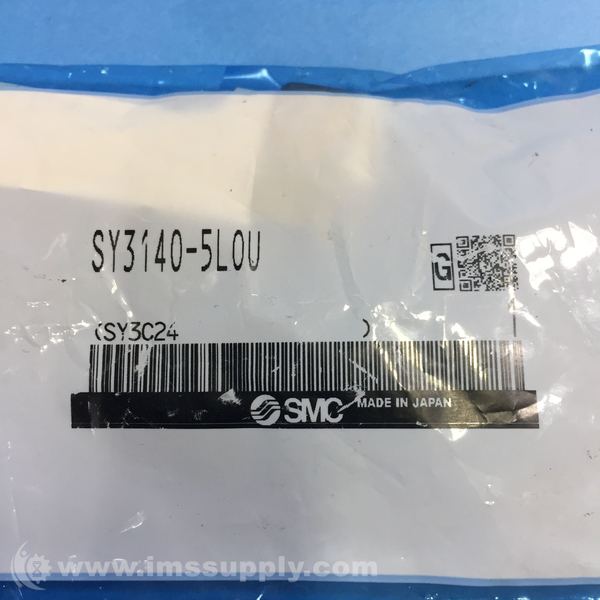 SY3140-5LOU
G
(SY3C24 )
SMC MADE IN JAPAN
www.imssupply.com